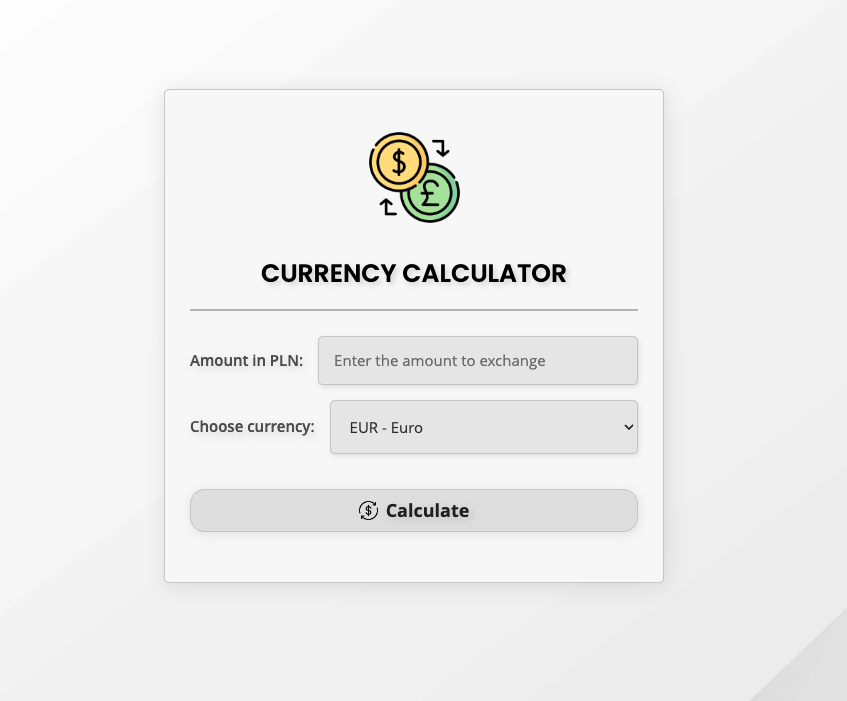 $
£
CURRENCY CALCULATOR
Amount in PLN: Enter the amount to exchange
Choose currency: EUR - Euro
$ Calculate